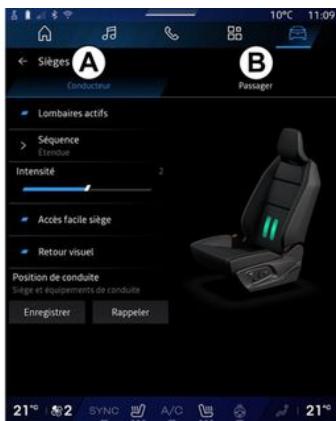 10°C 11:09
← Sièges
A
B
Conducteur
Passager
Lombaires actifs
Séquence
Étendue
Intensité 2
Accès facile siège
Retour visuel
Position de conduite
Siège et équipements de conduite
Enregistrer Rappeler
21°° 2 SYNC A/C 21°°